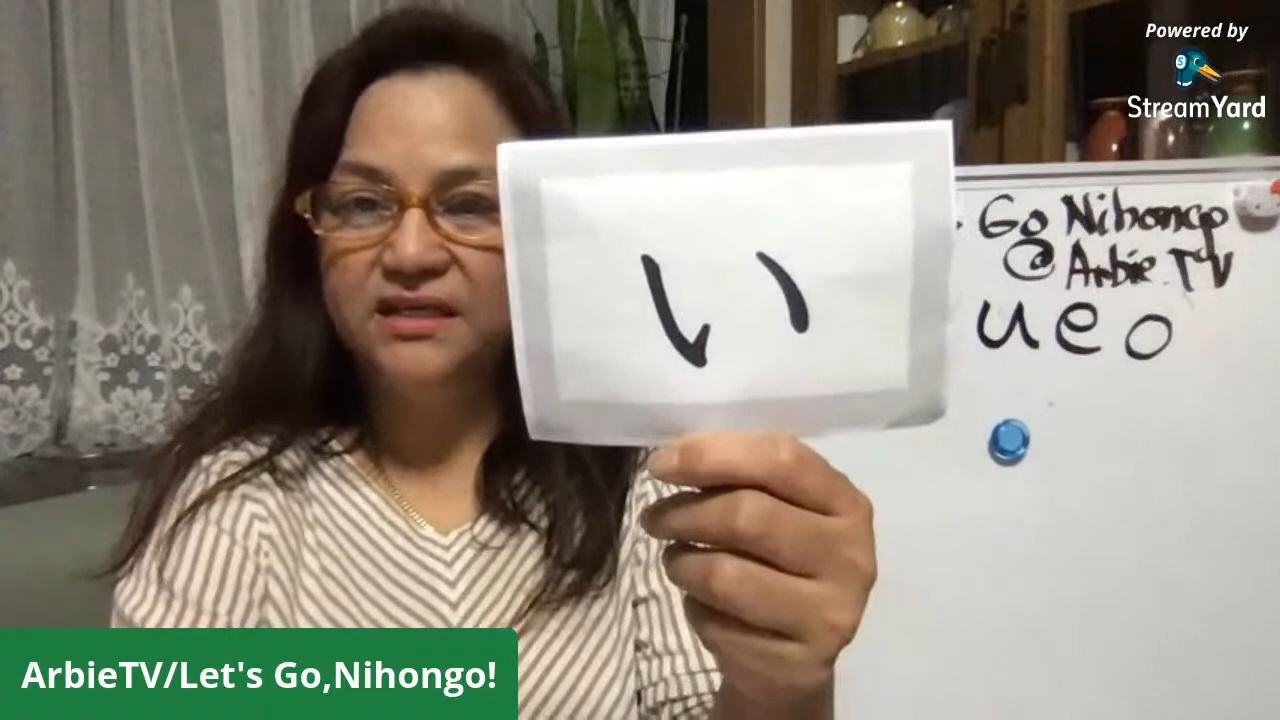 Powered by
StreamYard
い
Go Nihongo
@ Arbie TV
u e o
ArbieTV/Let's Go,Nihongo!